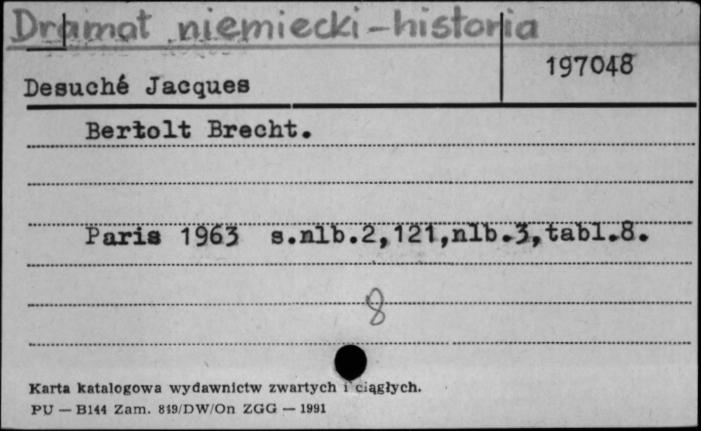 Dramat niemiecki - historia
197048
Desuché Jacques
Bertolt Brecht.
Paris 1963 s.nlb.2,121,nlb.3,tabl.8.
8
Karta katalogowa wydawnictw zwartych i ciągłych.
PU — B144 Zam. 819/DW/On ZGG — 1991